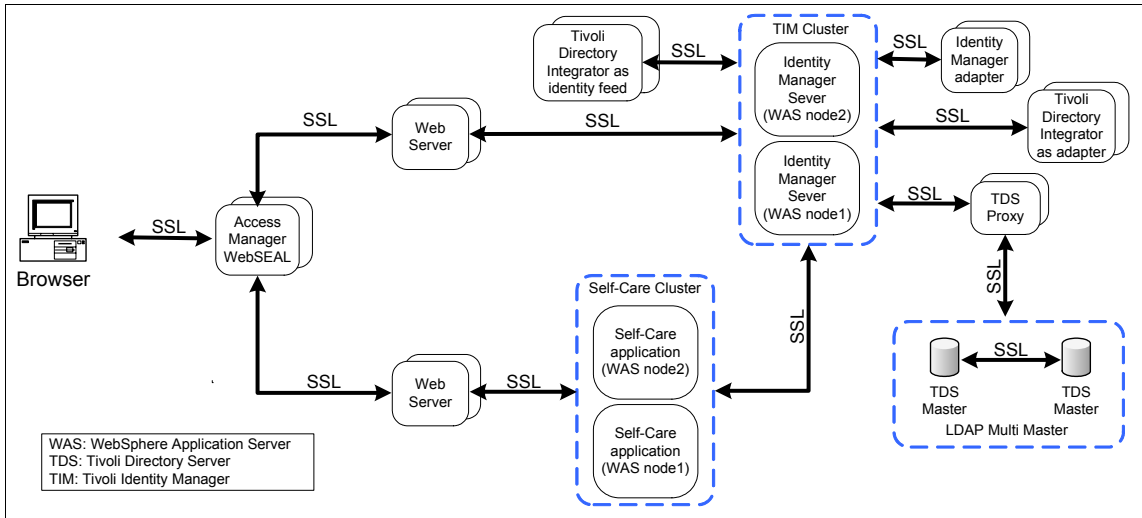 Tivoli
Directory
Integrator as
identity feed
SSL
TIM Cluster
Identity
Manager
Sever
(WAS node2)
Identity
Manager
Sever
(WAS node1)
SSL
Identity
Manager
adapter
SSL
Tivoli
Directory
Integrator
as adapter
SSL
Web
Server
SSL
SSL
TDS
Proxy
Browser
SSL
Access
Manager
WebSEAL
SSL
SSL
Self-Care Cluster
Self-Care
application
(WAS node2)
Self-Care
application
(WAS node1)
SSL
Web
Server
SSL
TDS
Master
SSL
TDS
Master
LDAP Multi Master
WAS: WebSphere Application Server
TDS: Tivoli Directory Server
TIM: Tivoli Identity Manager